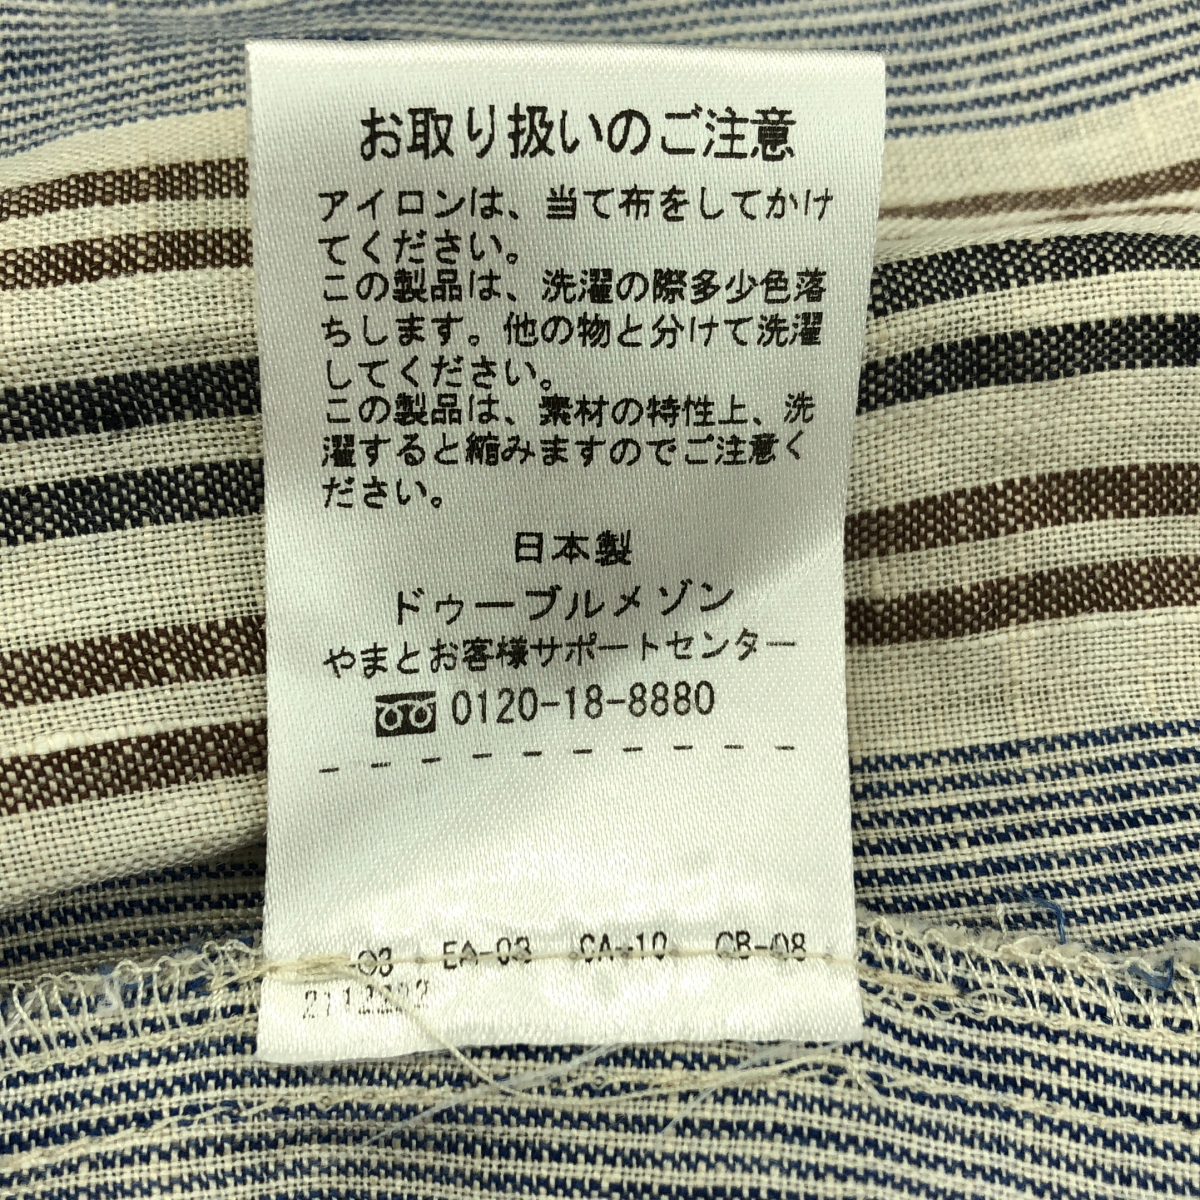 お取り扱いのご注意
アイロンは、当て布をしてかけ
てください。
この製品は、洗濯の際多少色落
ちします。他の物と分けて洗濯
してください。
この製品は、素材の特性上、洗
濯すると縮みますのでご注意く
ださい。
日本製
ドゥーブルメゾン
やまとお客様サポートセンター
0120-18-8880
-03 EA-03 CA-10 CB-08